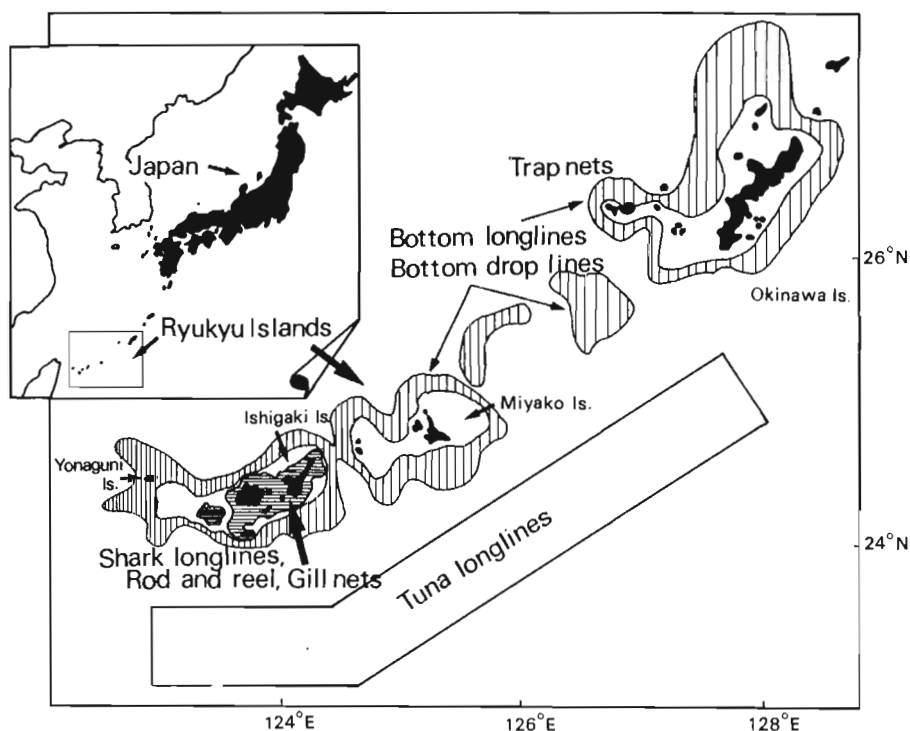 Japan
Ryukyu Islands
Trap nets
Bottom longlines
Bottom drop lines
26°N
Okinawa Is.
Miyako Is.
Ishigaki Is.
Yonaguni
Is.
Shark longlines,
Rod and reel, Gill nets
Tuna longlines
24°N
124°E
126°E
128°E